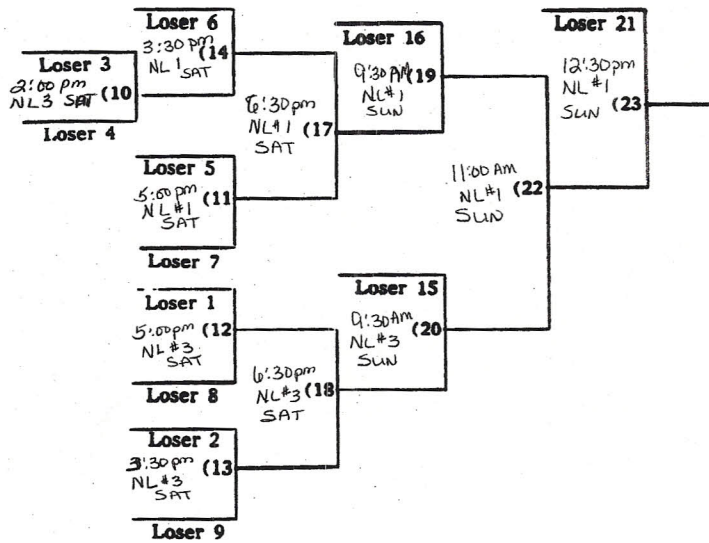 Loser 6
3:30 pm
NL 1 (14
SAT
Loser 3
2:00 pm
NL3 SAT (10
Loser 4
Loser 16
9:30 AM (19
NL#1
SUN
Loser 21
12:30pm
NL #1
SUN (23
6:30pm
NL#1 (17
SAT
Loser 5
5:00pm
NL #1 (11
SAT
Loser 7
11:00 Am
NL #1 (22
SUN
Loser 1
5:00pm (12
NL #3
SAT
Loser 8
Loser 15
9:30 Am
NL #3 (20
SUN
6:30pm
NL#3 (18
SAT
Loser 2
3:30pm (13
NL #3
SAT
Loser 9